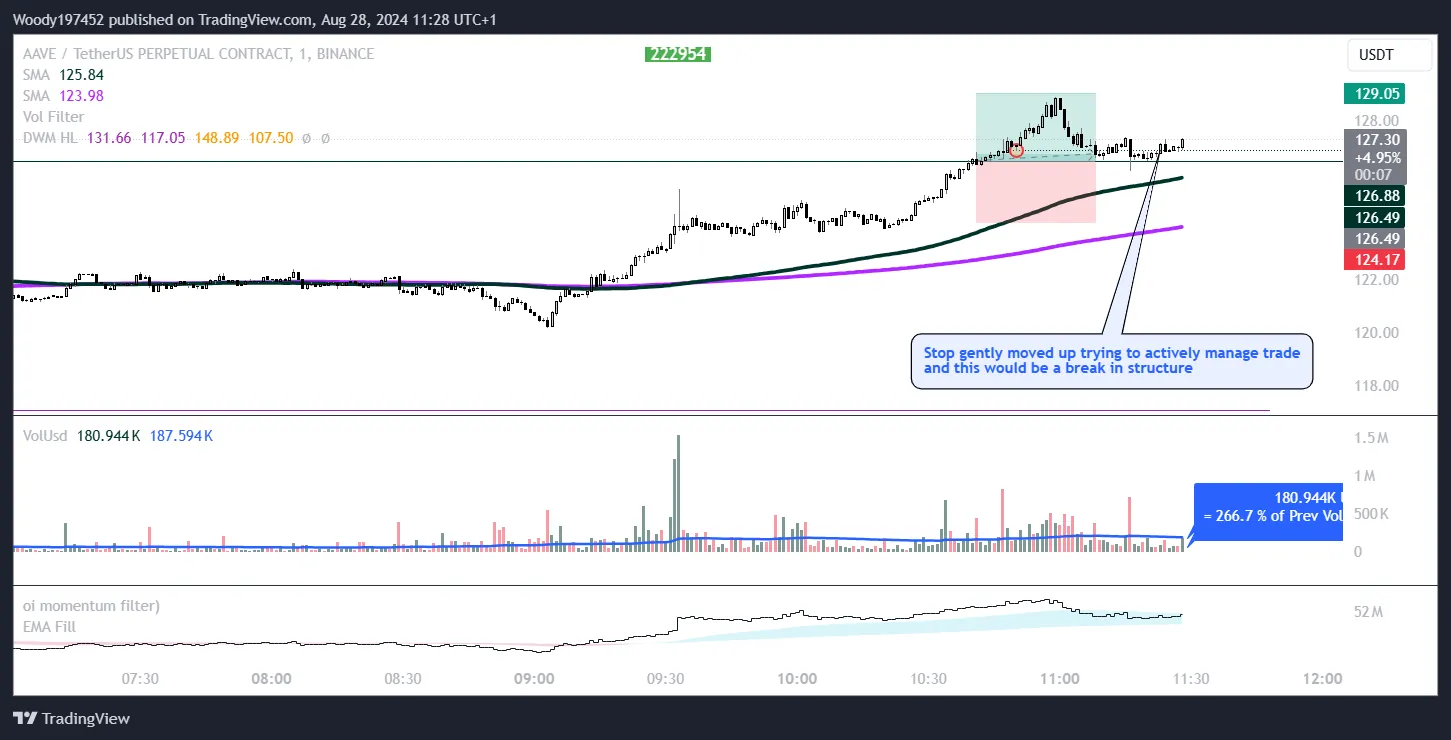 Woody197452 published on TradingView.com, Aug 28, 2024 11:28 UTC+1
AAVE / TetherUS PERPETUAL CONTRACT, 1, BINANCE
222954
USDT
SMA 125.84
SMA 123.98
Vol Filter
DWM HL 131.66 117.05 148.89 107.50 ∅ ∅
129.05
128.00
127.30
+4.95%
00:07
126.88
126.49
126.49
124.17
122.00
120.00
118.00
Stop gently moved up trying to actively manage trade
and this would be a break in structure
VolUsd 180.944K 187.594K
1.5M
1M
500K
0
180.944K
= 266.7 % of Prev Vol
oi momentum filter)
EMA Fill
52M
07:30 08:00 08:30 09:00 09:30 10:00 10:30 11:00 11:30 12:00
TradingView